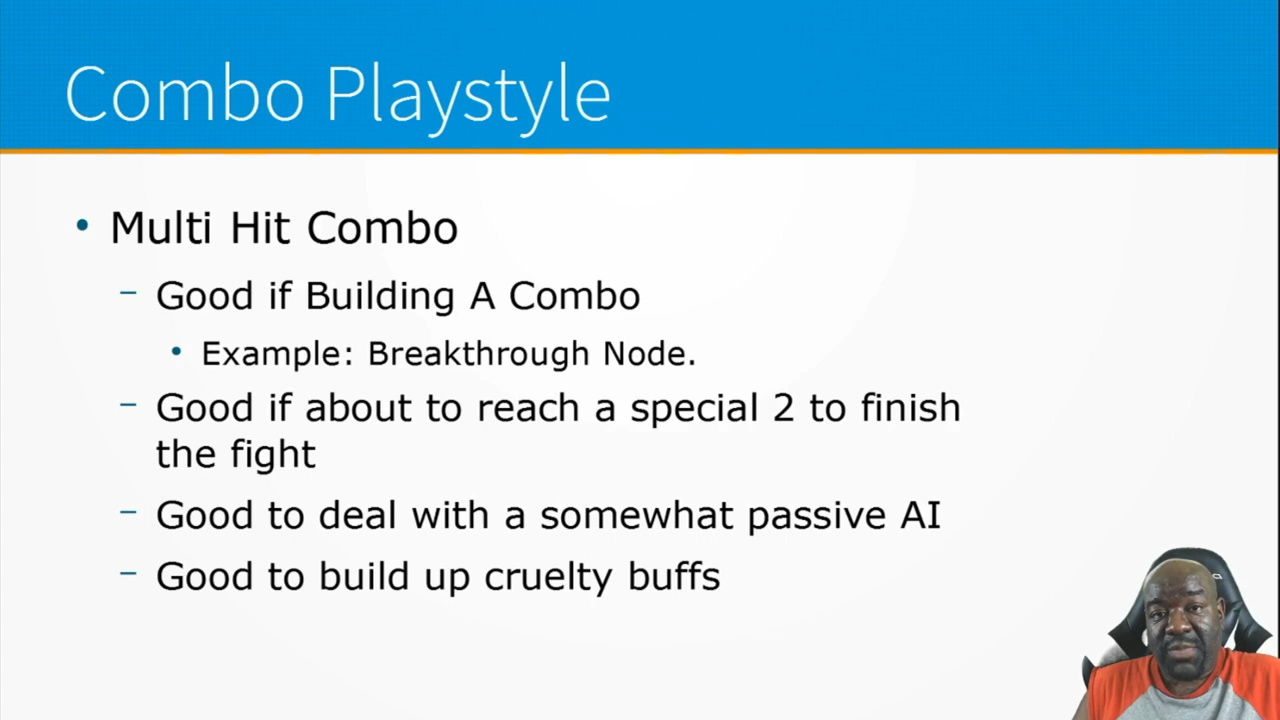 Combo Playstyle
• Multi Hit Combo
– Good if Building A Combo
• Example: Breakthrough Node.
– Good if about to reach a special 2 to finish
the fight
– Good to deal with a somewhat passive AI
– Good to build up cruelty buffs